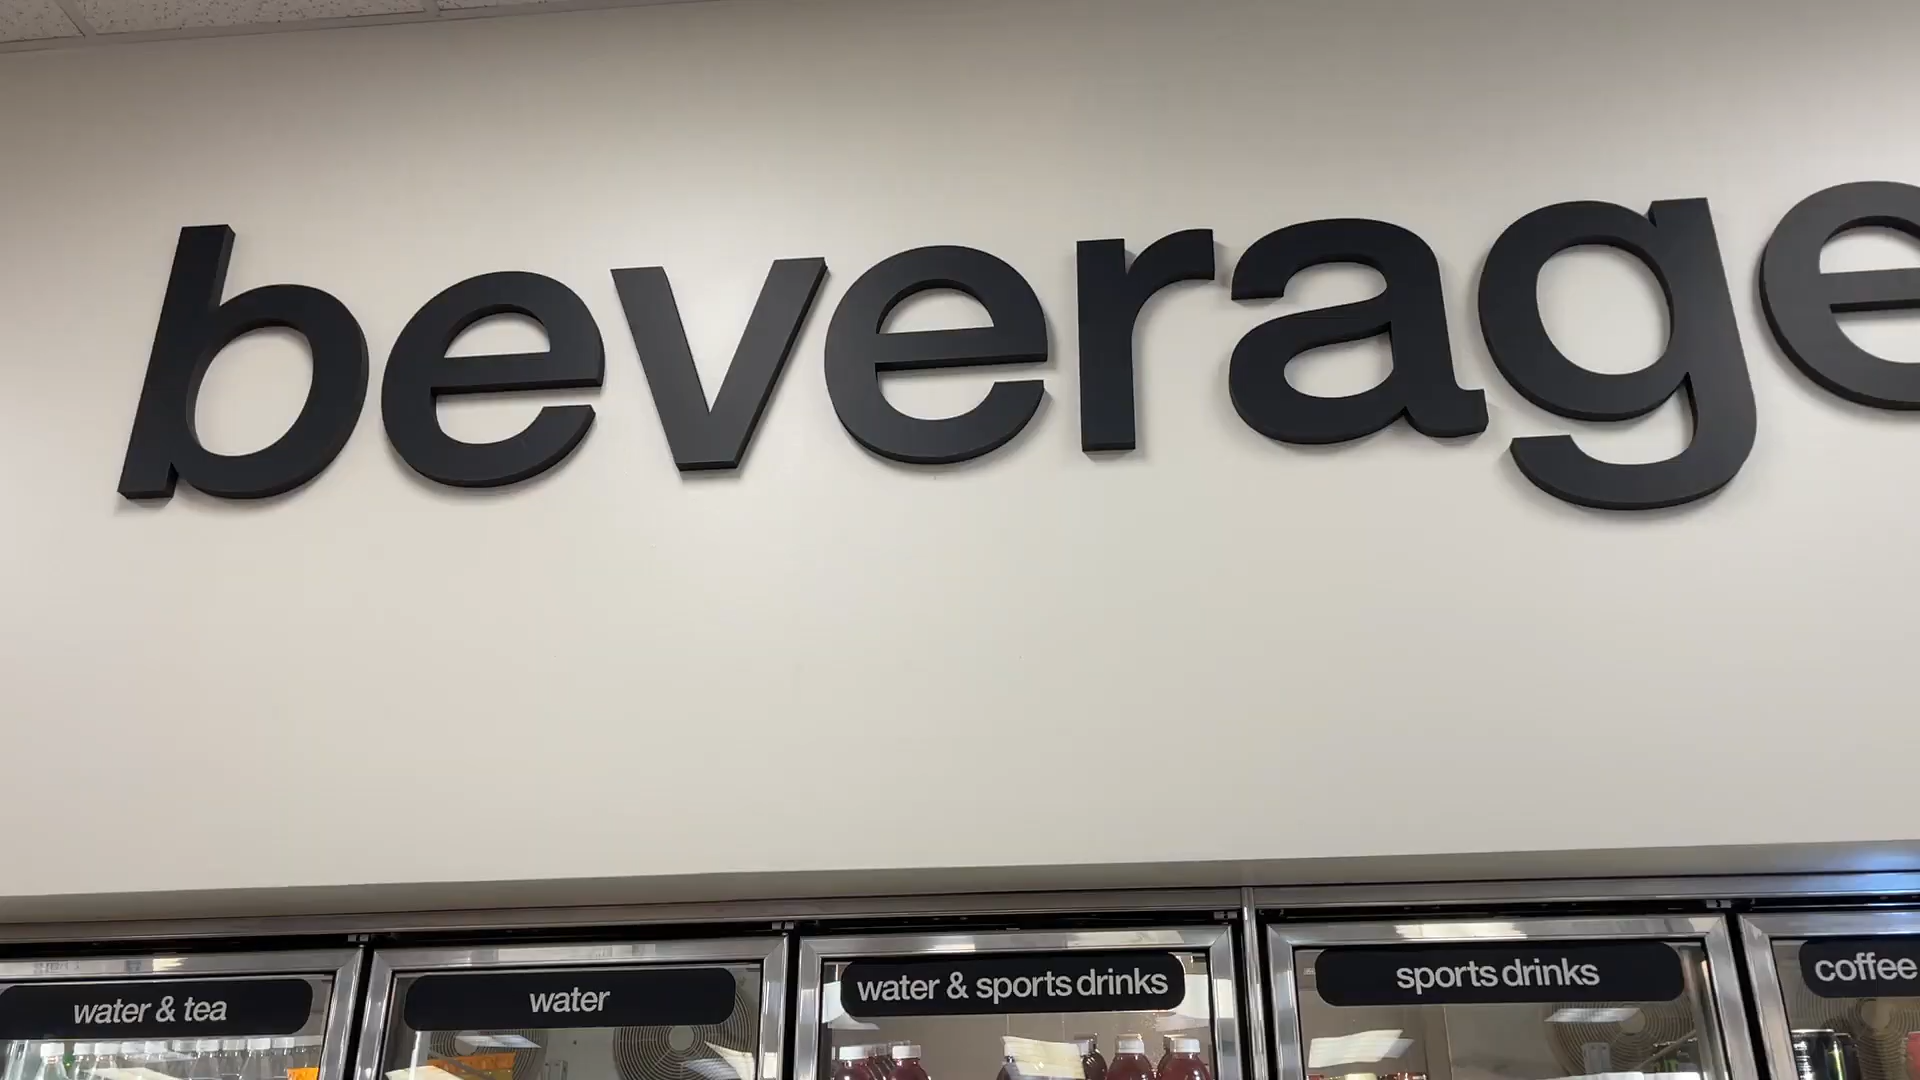 beverage
water & tea
water
water & sports drinks
sports drinks
coffee